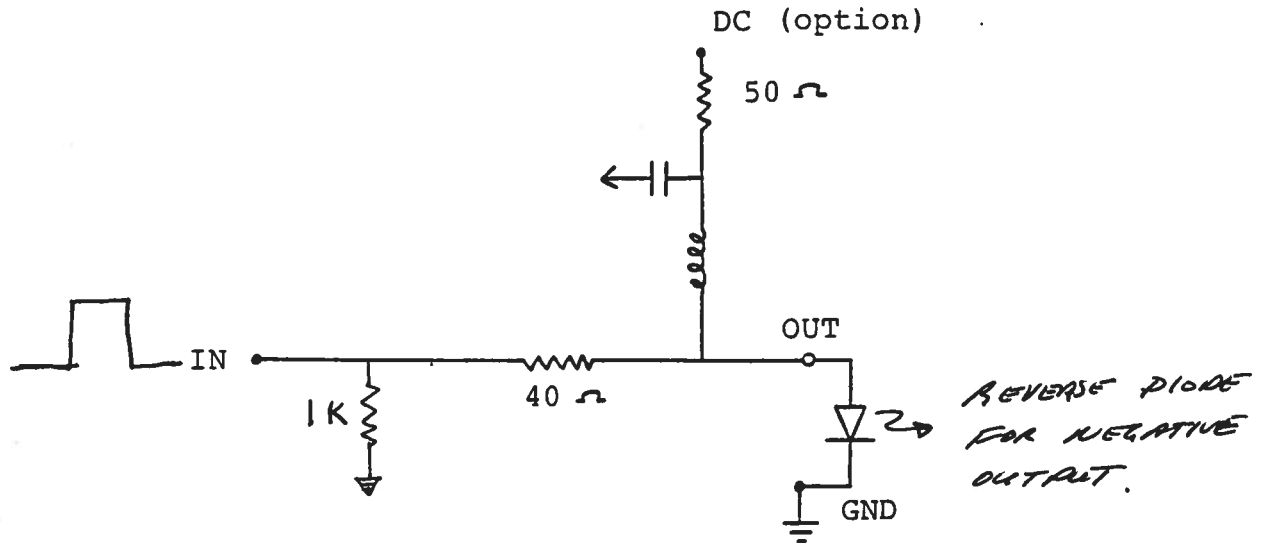 DC (option)
50 Ω
OUT
IN
1K
40 Ω
REVERSE DIODE
FOR NEGATIVE
OUTPUT.
GND